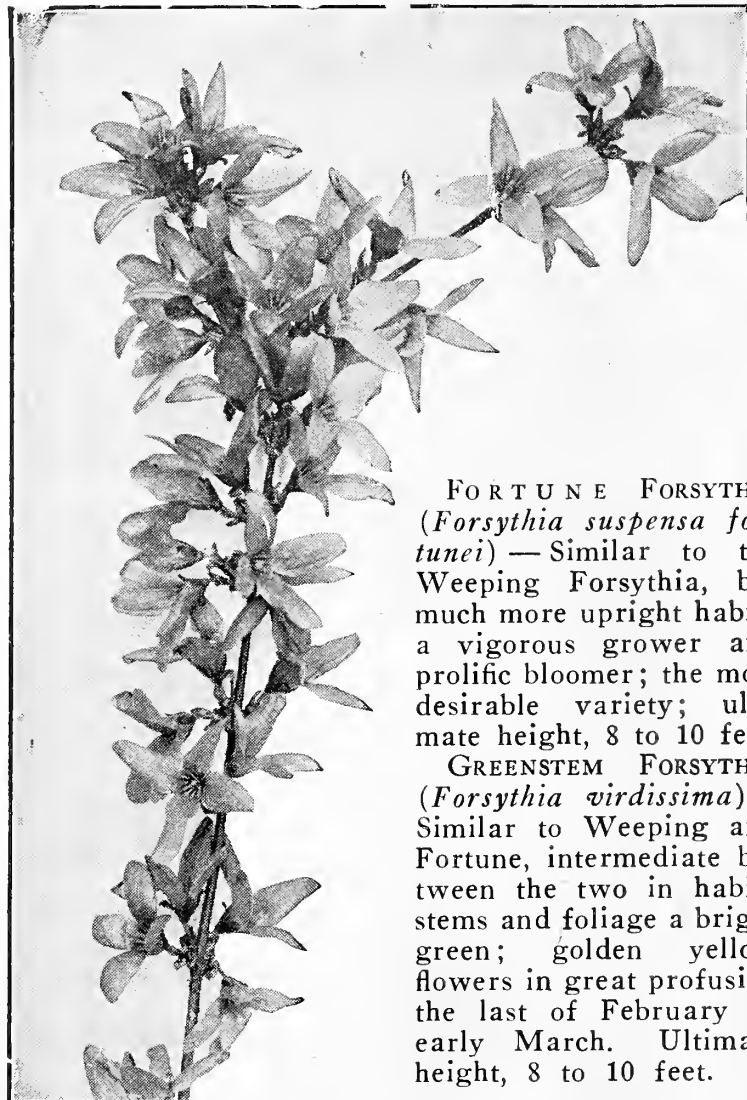 FORTUNE FORSYTH
(Forsythia suspensa fo
tunei) — Similar to t
Weeping Forsythia, b
much more upright habi
a vigorous grower a
prolific bloomer; the mo
desirable variety; ul
mate height, 8 to 10 fe
GREENSTEM FORSYTH
(Forsythia virdissima)
Similar to Weeping a
Fortune, intermediate b
tween the two in habi
stems and foliage a brig
green; golden yello
flowers in great profusi
the last of February
early March. Ultima
height, 8 to 10 feet.